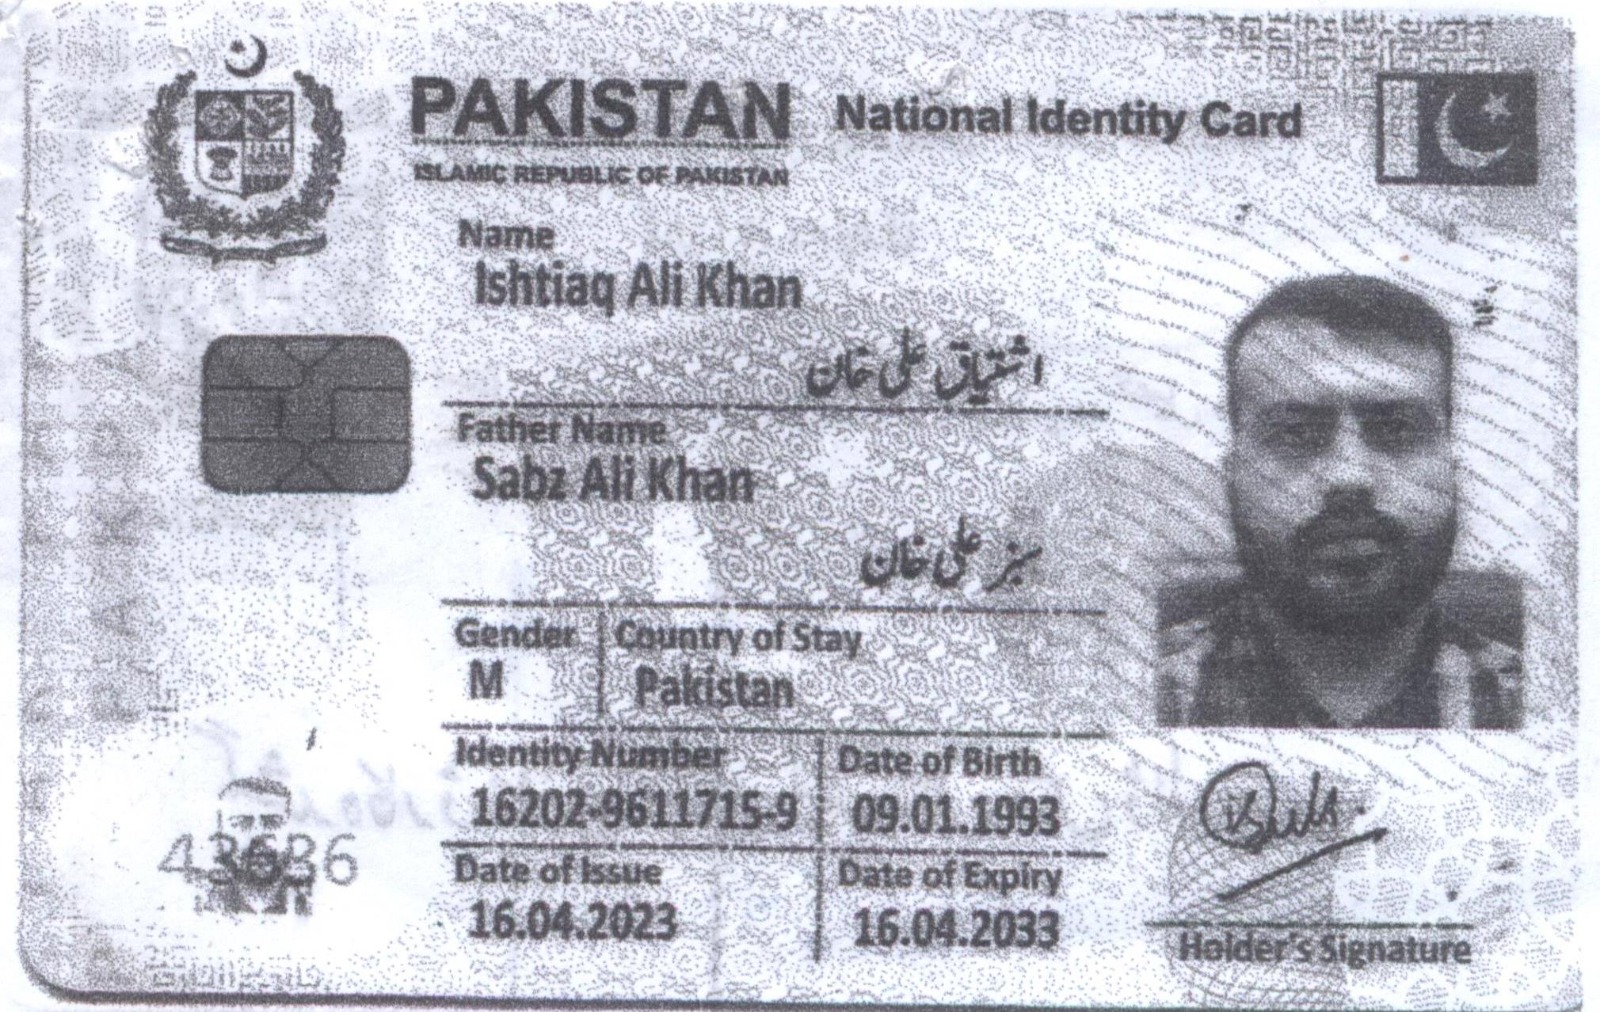 PAKISTAN National Identity Card
ISLAMIC REPUBLIC OF PAKISTAN
Name
Ishtiaq Ali Khan
اشتیاق علی خان
Father Name
Sabz Ali Khan
سبز علی خان
Gender Country of Stay
M Pakistan
Identity Number Date of Birth
16202-9611715-9 09.01.1993
Date of Issue Date of Expiry
16.04.2023 16.04.2033
Holder's Signature